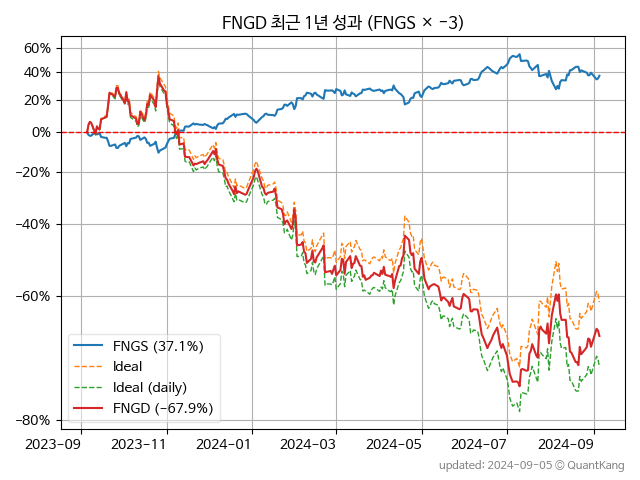 FNGD 최근 1년 성과 (FNGS × −3)
60%
40%
20%
0%
−20%
−40%
−60%
−80%
FNGS (37.1%)
Ideal
Ideal (daily)
FNGD (−67.9%)
2023-09 2023-11 2024-01 2024-03 2024-05 2024-07 2024-09
updated: 2024-09-05 © QuantKang